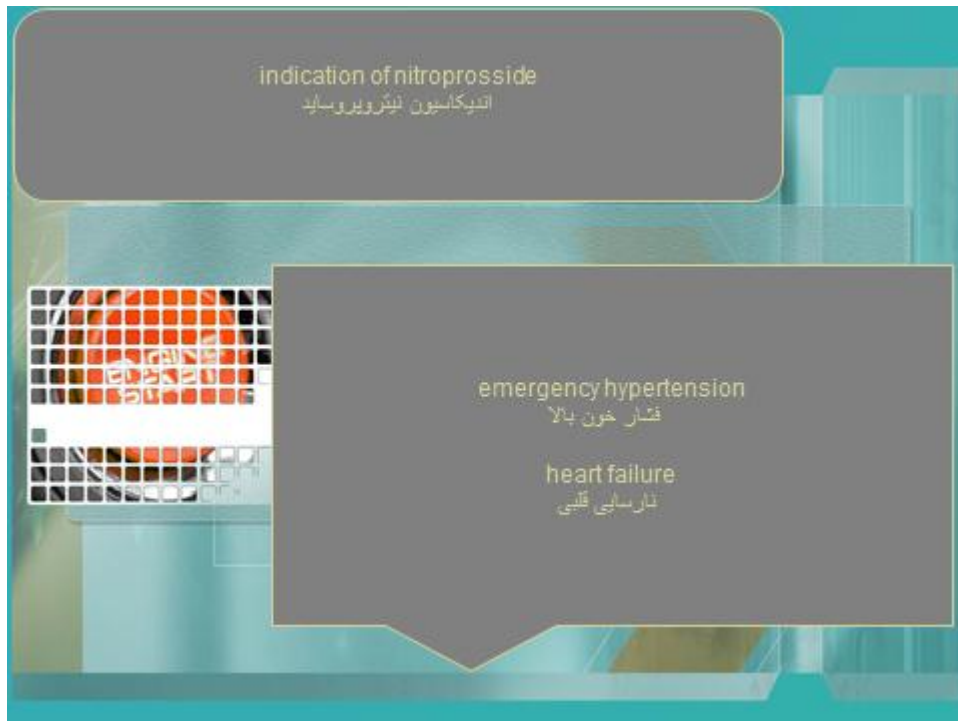 indication of nitroprosside
اندیکاسیون نیتروپروساید
emergency hypertension
فشار خون بالا
heart failure
نارسایی قلبی